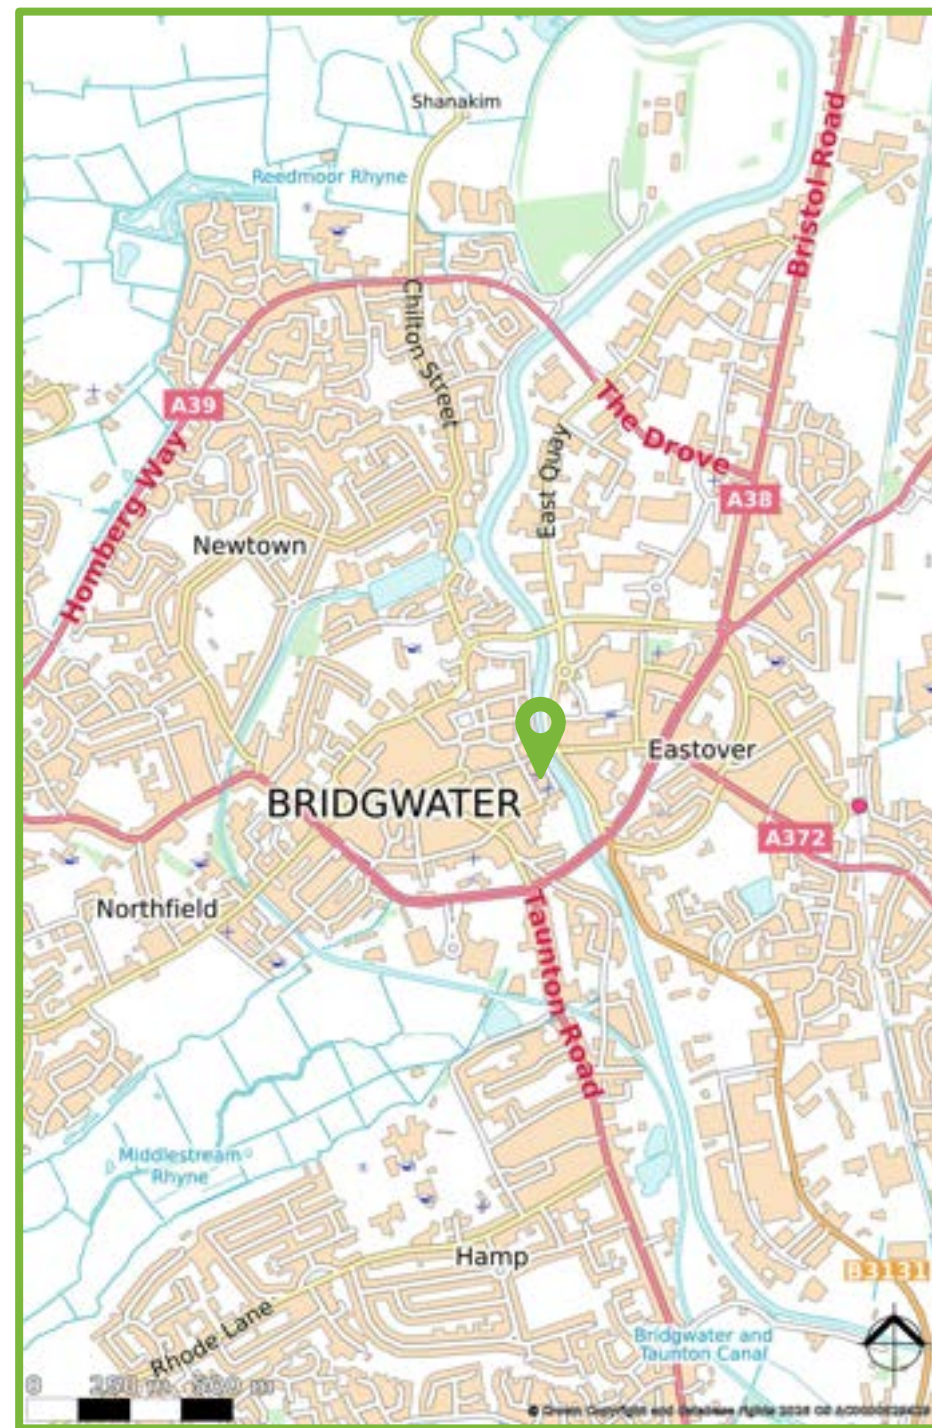 Shanakim
Reedmoor Rhyne
Bristol Road
Chilton Street
A39
The Drove
East Quay
A38
Homberg Way
Newtown
Eastover
BRIDGWATER
A372
Northfield
Taunton Road
Middlestream
Rhyne
Hamp
B3131
Rhode Lane
Bridgwater and
Taunton Canal
0